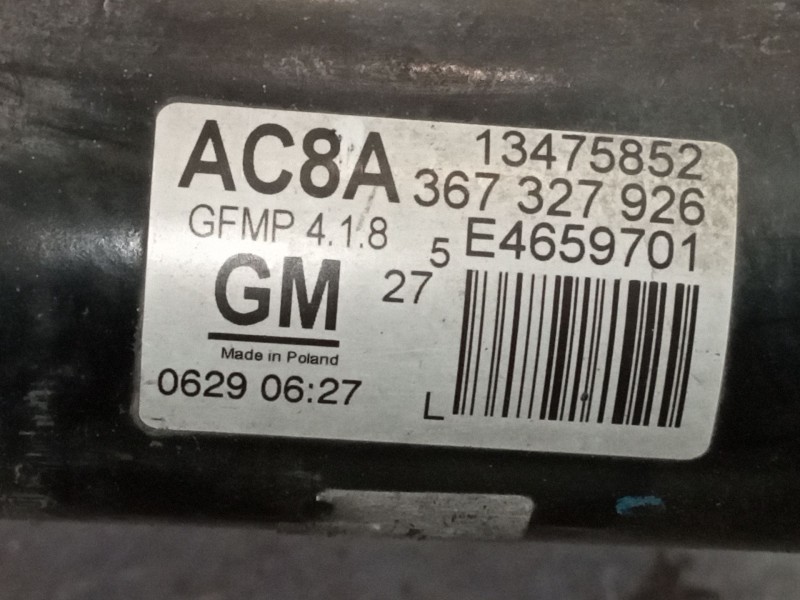 AC8A 13475852
367 327 926
GFMP 4.1.8 5 E4659701
GM 27
Made in Poland
0629 06:27 L